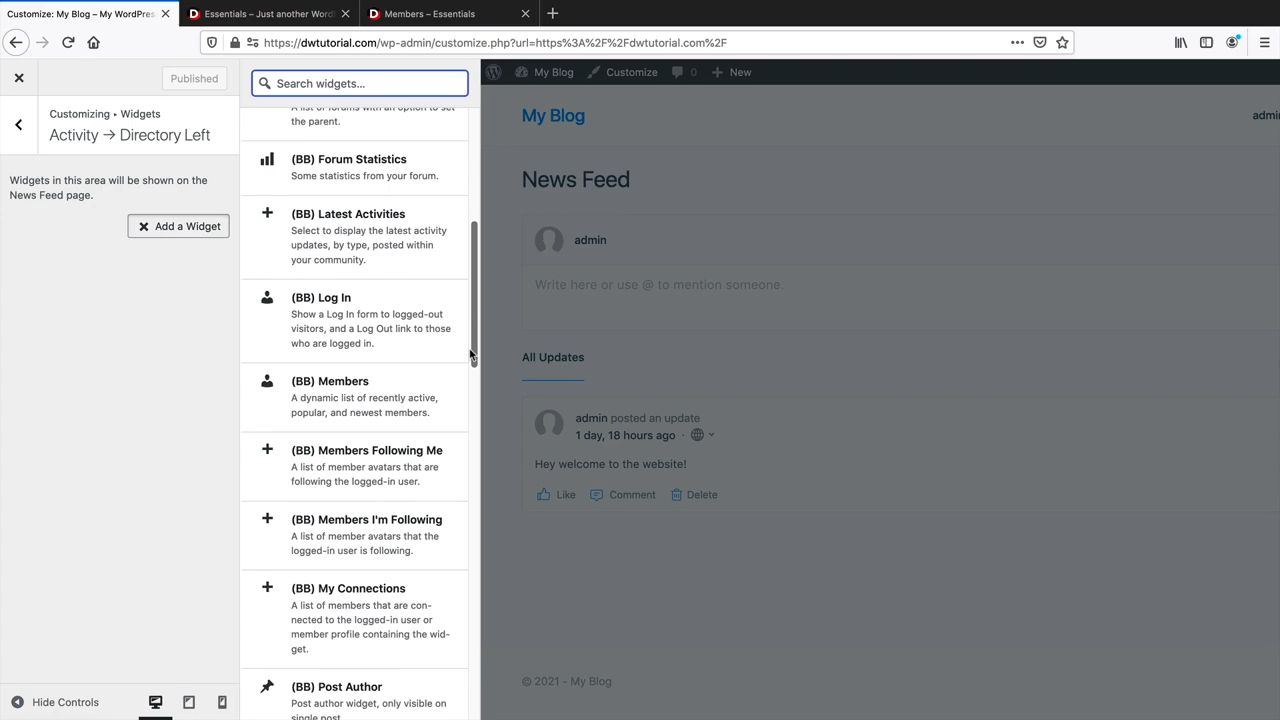 Customize: My Blog – My WordPres
Essentials – Just another Word
Members – Essentials
https://dwtutorial.com/wp-admin/customize.php?url=https%3A%2F%2Fdwtutorial.com%2F
Published
Search widgets...
My Blog
Customize
0
New
Customizing ▸ Widgets
Activity → Directory Left
Widgets in this area will be shown on the
News Feed page.
Add a Widget
A list of forums with an option to set
the parent.
(BB) Forum Statistics
Some statistics from your forum.
(BB) Latest Activities
Select to display the latest activity
updates, by type, posted within
your community.
(BB) Log In
Show a Log In form to logged-out
visitors, and a Log Out link to those
who are logged in.
(BB) Members
A dynamic list of recently active,
popular, and newest members.
(BB) Members Following Me
A list of member avatars that are
following the logged-in user.
(BB) Members I'm Following
A list of member avatars that the
logged-in user is following.
(BB) My Connections
A list of members that are con-
nected to the logged-in user or
member profile containing the wid-
get.
(BB) Post Author
Post author widget, only visible on
single post.
My Blog
admi
News Feed
admin
Write here or use @ to mention someone.
All Updates
admin posted an update
1 day, 18 hours ago ·
Hey welcome to the website!
Like
Comment
Delete
© 2021 - My Blog
Hide Controls